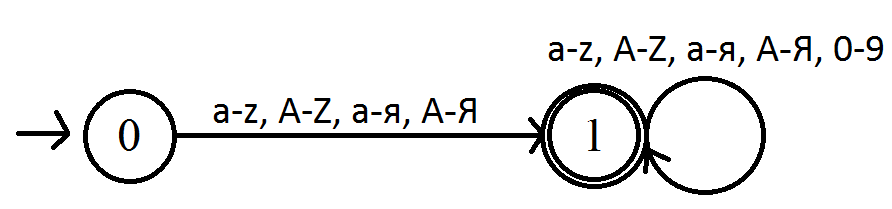 a-z, A-Z, а-я, А-Я, 0-9
a-z, A-Z, а-я, А-Я
0
1